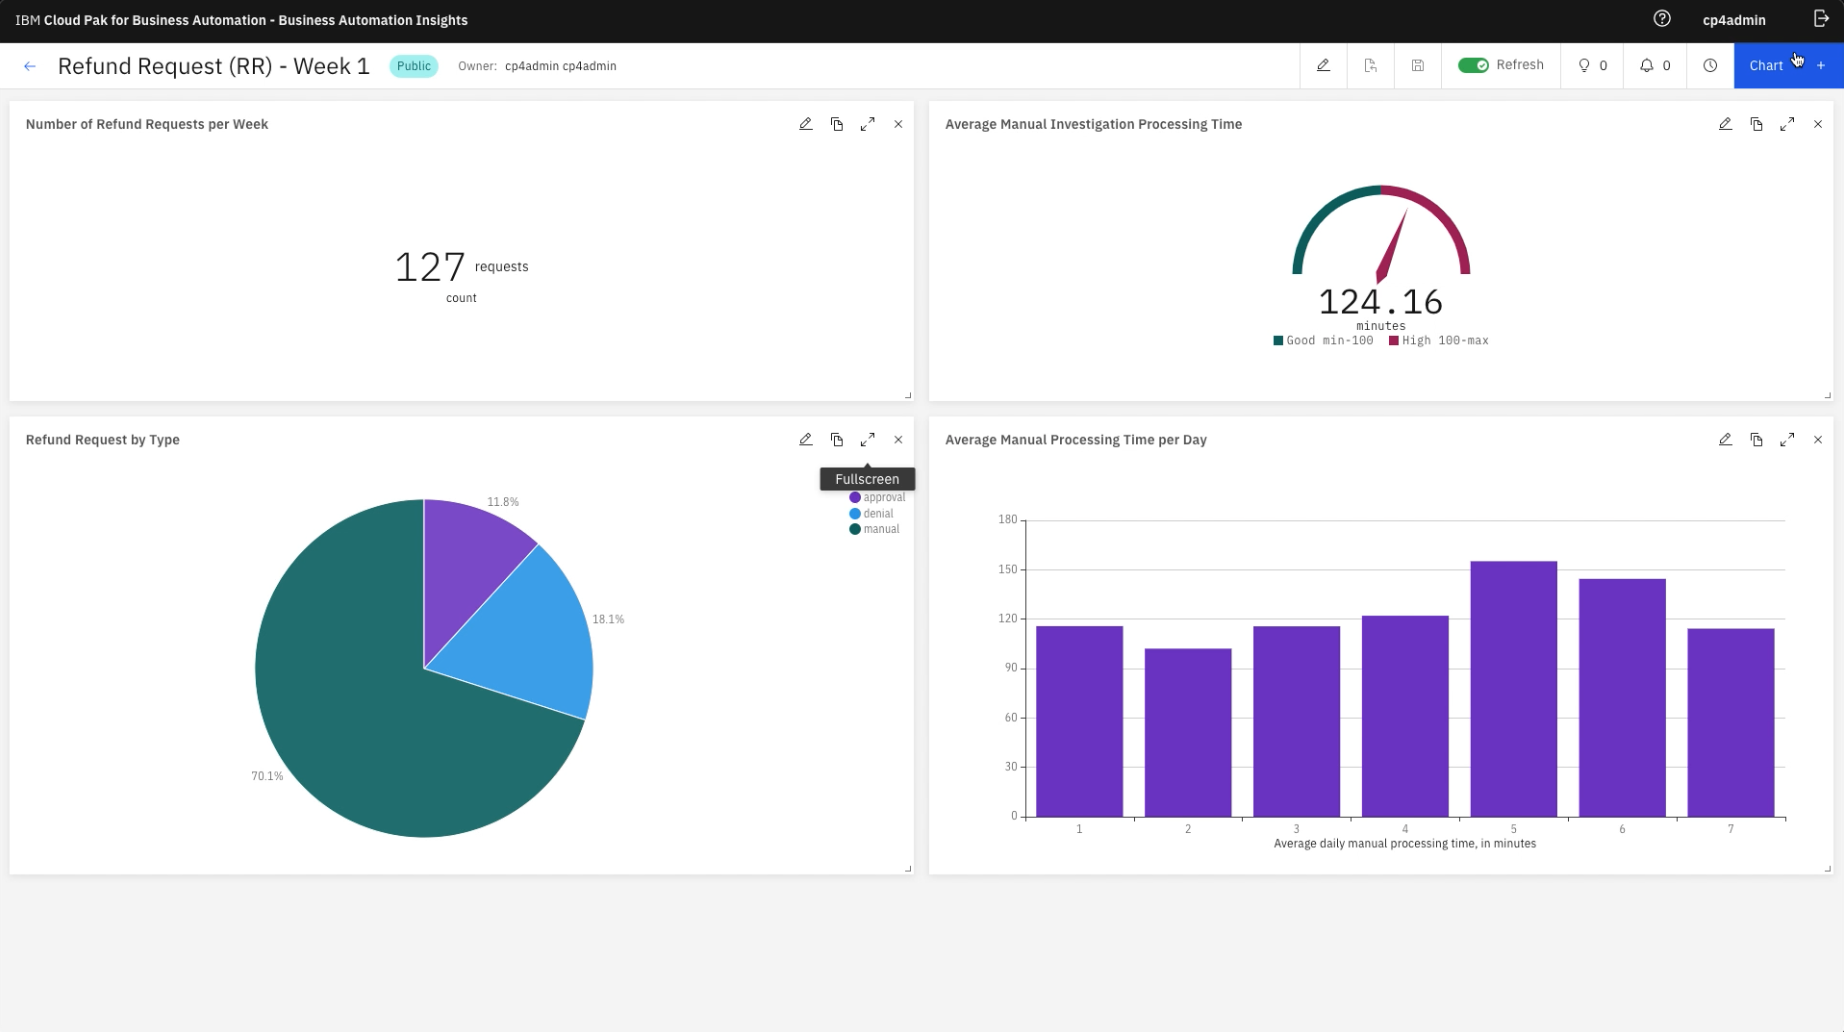 IBM Cloud Pak for Business Automation - Business Automation Insights
cp4admin
Refund Request (RR) - Week 1
Public
Owner: cp4admin cp4admin
Refresh
0
0
Chart +
Number of Refund Requests per Week
127 requests
count
Average Manual Investigation Processing Time
124.16
minutes
Good min-100 High 100-max
Refund Request by Type
Fullscreen
approval
denial
manual
11.8%
18.1%
70.1%
Average Manual Processing Time per Day
180
150
120
90
60
30
0
1 2 3 4 5 6 7
Average daily manual processing time, in minutes